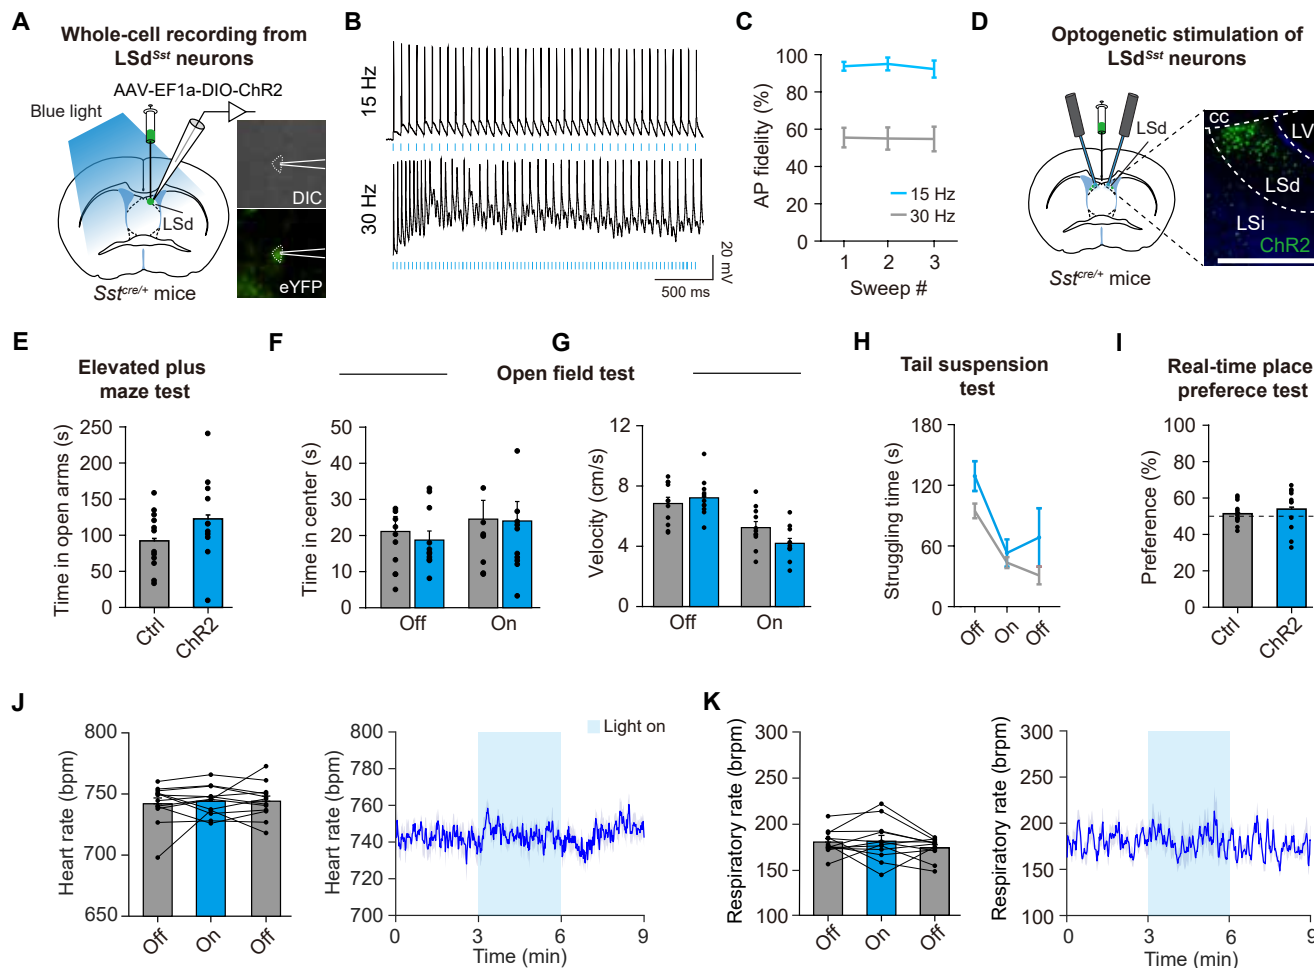 A
Whole-cell recording from
LSdSst neurons
AAV-EF1a-DIO-ChR2
Blue light
LSd
DIC
eYFP
Sstcre/+ mice
B
15 Hz
30 Hz
20 mV
500 ms
C
AP fidelity (%)
100
80
60
40
20
0
15 Hz
30 Hz
1 2 3
Sweep #
D
Optogenetic stimulation of
LSdSst neurons
LSd
Sstcre/+ mice
cc
LV
LSd
LSi
ChR2
E
Elevated plus
maze test
Time in open arms (s)
250
200
150
100
50
0
Ctrl ChR2
F
G
Open field test
Time in center (s)
50
40
30
20
10
0
Off On
Velocity (cm/s)
12
8
4
0
Off On
H
Tail suspension
test
Struggling time (s)
180
120
60
0
Off On Off
I
Real-time place
preferece test
Preference (%)
100
80
60
40
20
0
Ctrl ChR2
J
Heart rate (bpm)
800
750
700
650
Off On Off
Heart rate (bpm)
800
780
760
740
720
700
Light on
0 3 6 9
Time (min)
K
Respiratory rate (brpm)
300
250
200
150
100
Off On Off
Respiratory rate (brpm)
300
250
200
150
100
0 3 6 9
Time (min)